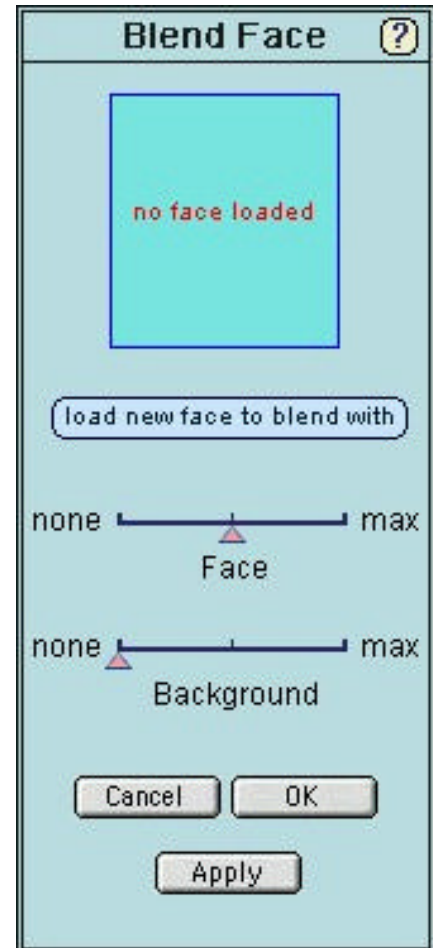 Blend Face ?
no face loaded
load new face to blend with
none max
Face
none max
Background
Cancel OK
Apply